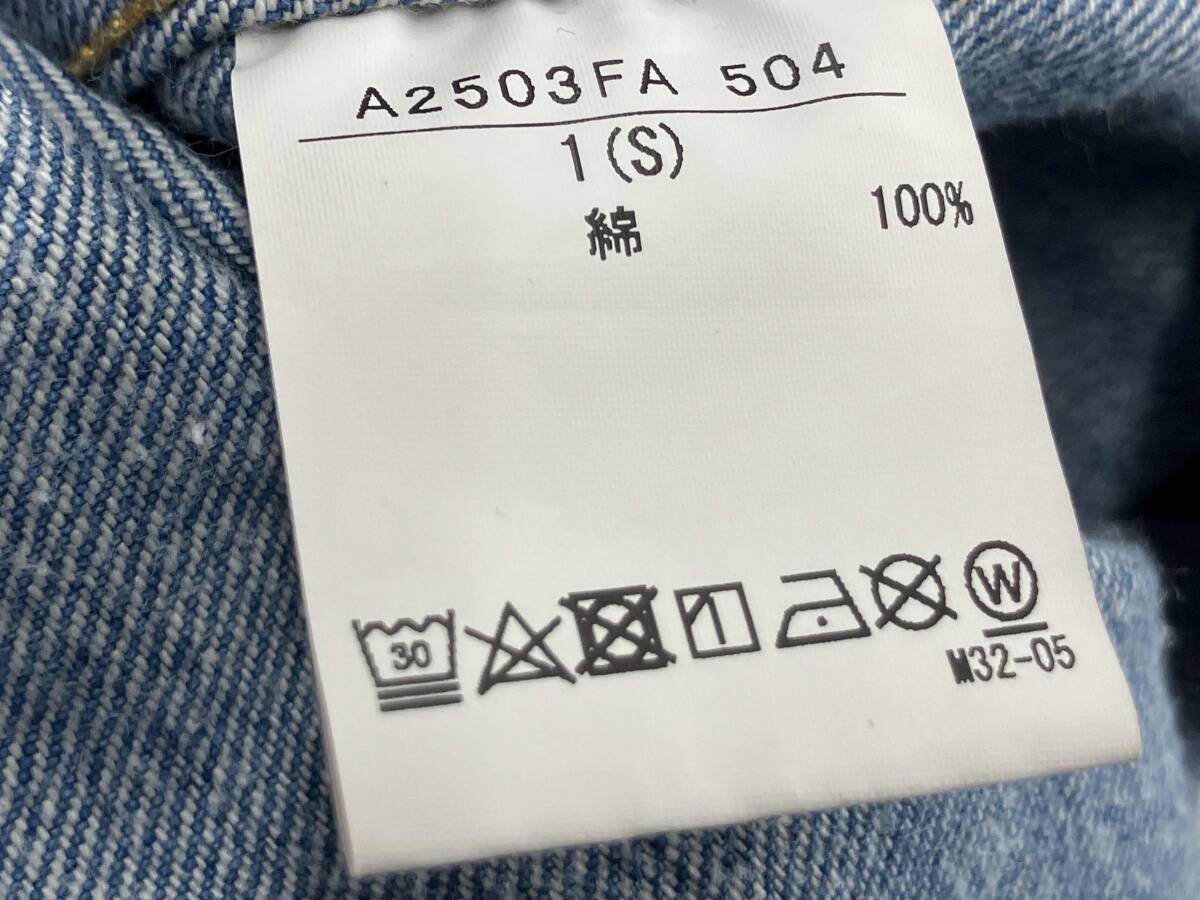 A2503FA 504
1(S)
綿 100%
30 W
M32-05